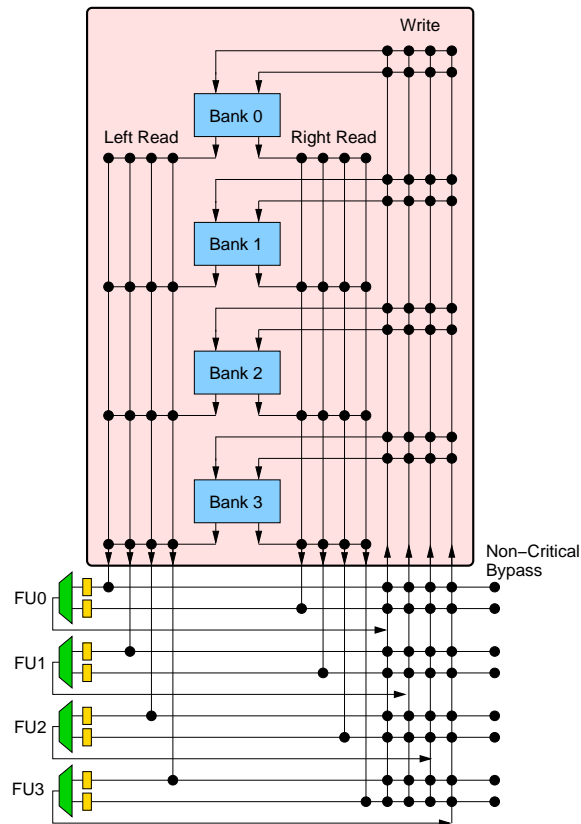 Write
Bank 0
Left Read
Right Read
Bank 1
Bank 2
Bank 3
Non−Critical
Bypass
FU0
FU1
FU2
FU3